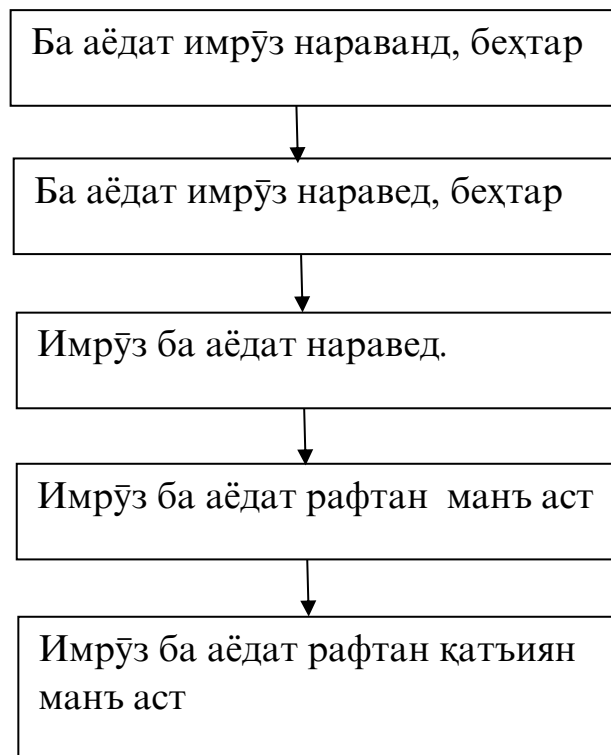 Ба аёдат имрӯз нараванд, беҳтар
Ба аёдат имрӯз наравед, беҳтар
Имрӯз ба аёдат наравед.
Имрӯз ба аёдат рафтан манъ аст
Имрӯз ба аёдат рафтан қатъиян
манъ аст